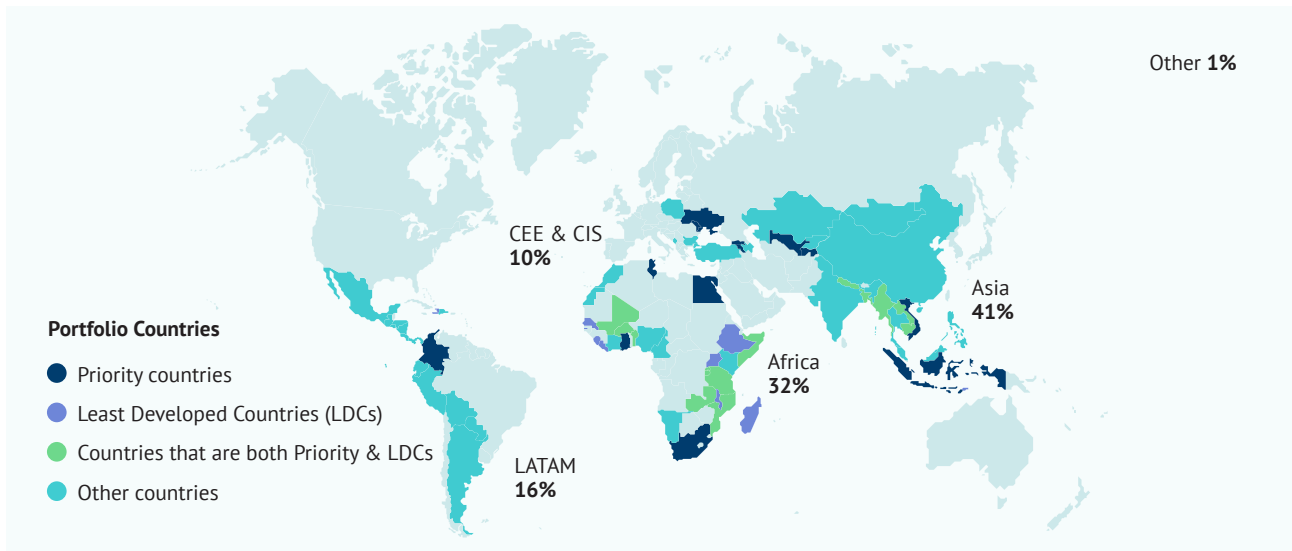 Other 1%
CEE & CIS
10%
Asia
41%
Africa
32%
LATAM
16%
Portfolio Countries
Priority countries
Least Developed Countries (LDCs)
Countries that are both Priority & LDCs
Other countries